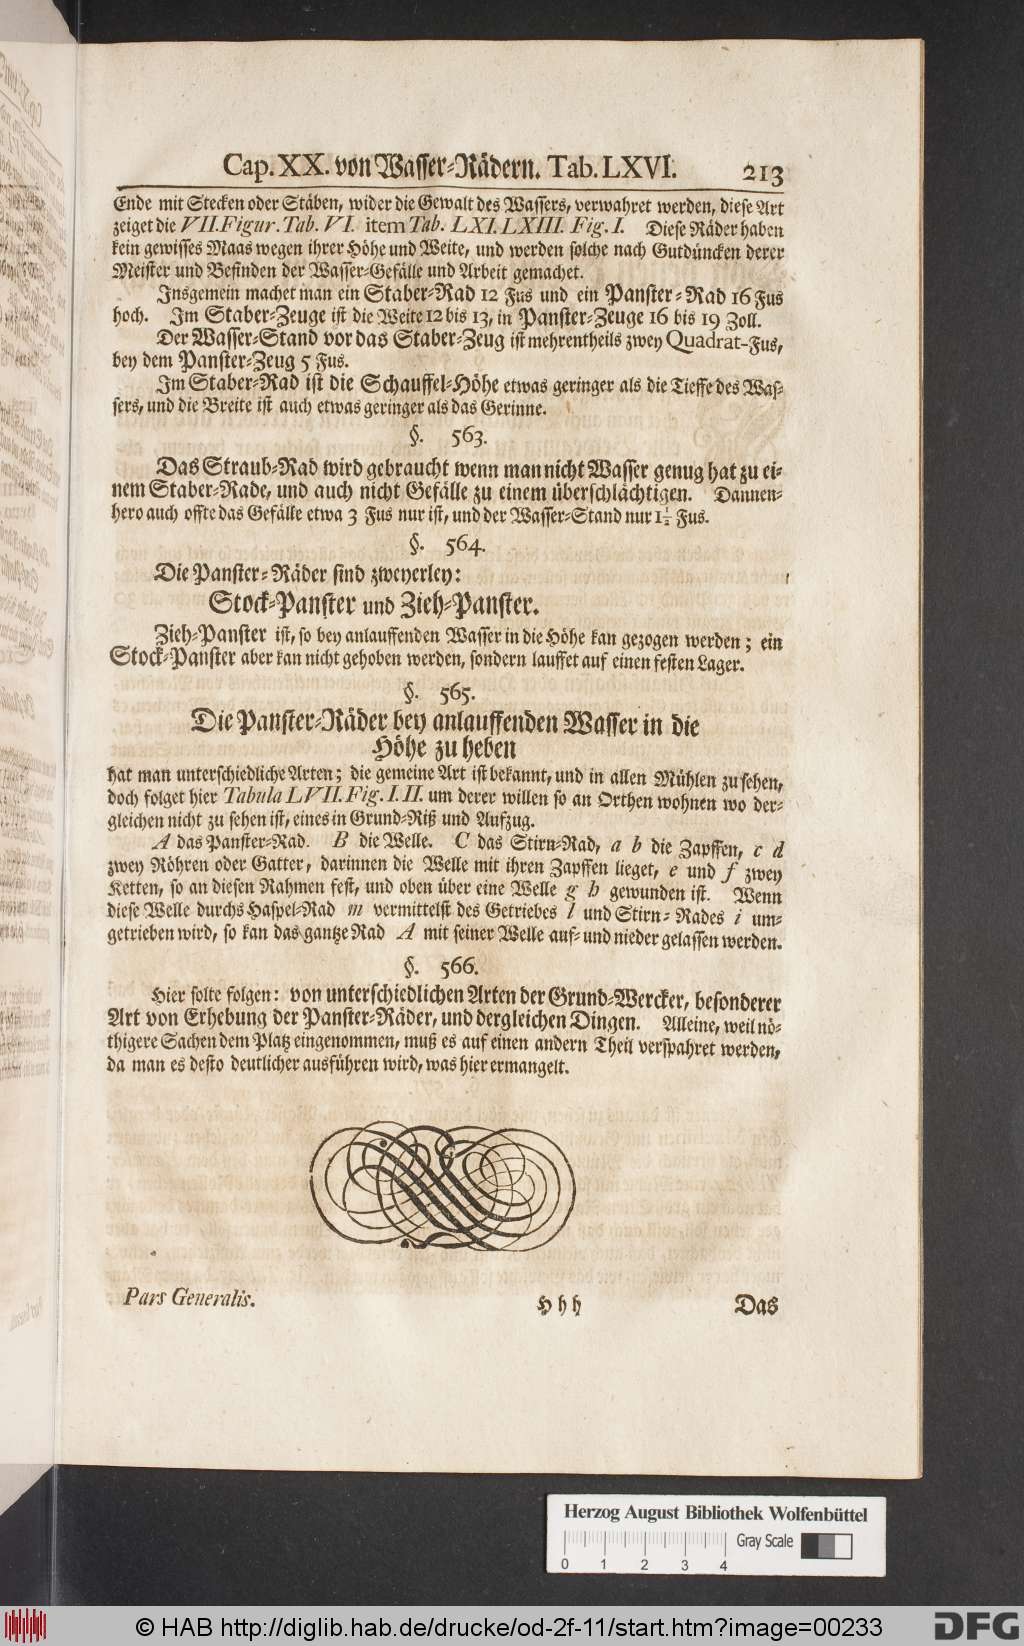 Cap. XX. von Wasser-Rädern. Tab. LXVI. 213
Ende mit Stecken oder Stäben, wider die Gewalt des Wassers, verwahret werden, diese Art
zeiget die VII. Figur. Tab. VI. item Tab. LXI. LXIII. Fig. I. Diese Räder haben
kein gewisses Maas wegen ihrer Höhe und Weite, und werden solche nach Gutdüncken derer
Meister und Befinden der Wasser-Gefälle und Arbeit gemachet.
Insgemein machet man ein Staber-Rad 12 Fus und ein Panster-Rad 16 Fus
hoch. Im Staber-Zeuge ist die Weite 12 bis 13, in Panster-Zeuge 16 bis 19 Zoll.
Der Wasser-Stand vor das Staber-Zeug ist mehrentheils zwey Quadrat-Fus,
bey dem Panster-Zeug 5 Fus.
Im Staber-Rad ist die Schauffel-Höhe etwas geringer als die Tieffe des Was-
sers, und die Breite ist auch etwas geringer als das Gerinne.
§. 563.
Das Straub-Rad wird gebraucht wenn man nicht Wasser genug hat zu ei-
nem Staber-Rade, und auch nicht Gefälle zu einem überschlächtigen. Dannen-
hero auch offte das Gefälle etwa 3 Fus nur ist, und der Wasser-Stand nur 1½ Fus.
§. 564.
Die Panster-Räder sind zweyerley:
Stock-Panster und Zieh-Panster.
Zieh-Panster ist, so bey anlauffenden Wasser in die Höhe kan gezogen werden; ein
Stock-Panster aber kan nicht gehoben werden, sondern lauffet auf einen festen Lager.
§. 565.
Die Panster-Räder bey anlauffenden Wasser in die
Höhe zu heben
hat man unterschiedliche Arten; die gemeine Art ist bekannt, und in allen Mühlen zu sehen,
doch folget hier Tabula LVII. Fig. I. II. um derer willen so an Orthen wohnen wo der-
gleichen nicht zu sehen ist, eines in Grund-Riß und Aufzug.
A das Panster-Rad. B die Welle. C das Stirn-Rad, a b die Zapffen, c d
zwey Röhren oder Gatter, darinnen die Welle mit ihren Zapffen lieget, e und f zwey
Ketten, so an diesen Rahmen fest, und oben über eine Welle g h gewunden ist. Wenn
diese Welle durchs Haspel-Rad m vermittelst des Getriebes l und Stirn-Rades i um-
getrieben wird, so kan das gantze Rad A mit seiner Welle auf- und nieder gelassen werden.
§. 566.
Hier solte folgen: von unterschiedlichen Arten der Grund-Wercker, besonderer
Art von Erhebung der Panster-Räder, und dergleichen Dingen. Alleine, weil nö-
thigere Sachen dem Platz eingenommen, muß es auf einen andern Theil verspahret werden,
da man es desto deutlicher ausführen wird, was hier ermangelt.
Pars Generalis. Hhh Das
Herzog August Bibliothek Wolfenbüttel
Gray Scale
0 1 2 3 4
© HAB http://diglib.hab.de/drucke/od-2f-11/start.htm?image=00233 DFG